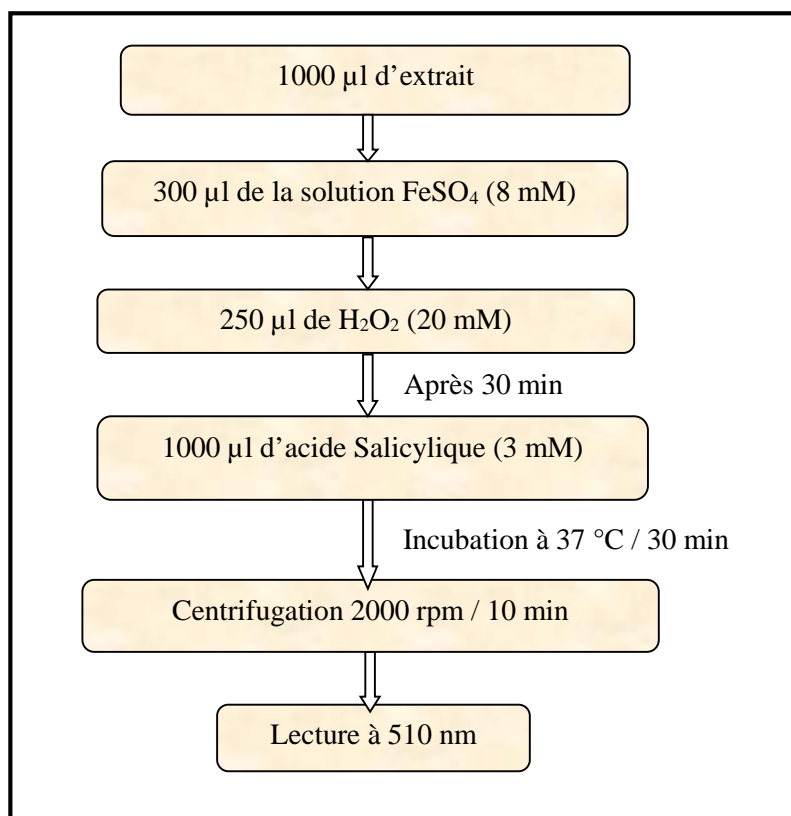 1000 µl d’extrait
300 µl de la solution FeSO₄ (8 mM)
250 µl de H₂O₂ (20 mM)
Après 30 min
1000 µl d’acide Salicylique (3 mM)
Incubation à 37 °C / 30 min
Centrifugation 2000 rpm / 10 min
Lecture à 510 nm